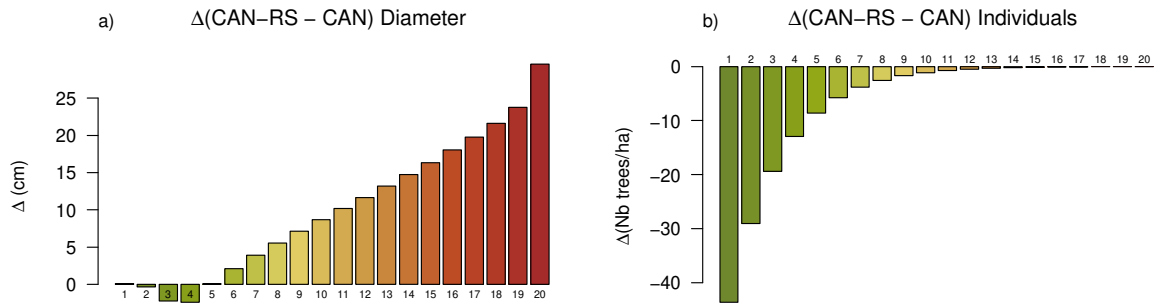 a)
Δ(CAN−RS − CAN) Diameter
Δ (cm)
25
20
15
10
5
0
1 2 3 4 5 6 7 8 9 10 11 12 13 14 15 16 17 18 19 20
b)
Δ(CAN−RS − CAN) Individuals
Δ(Nb trees/ha)
1 2 3 4 5 6 7 8 9 10 11 12 13 14 15 16 17 18 19 20
0
−10
−20
−30
−40